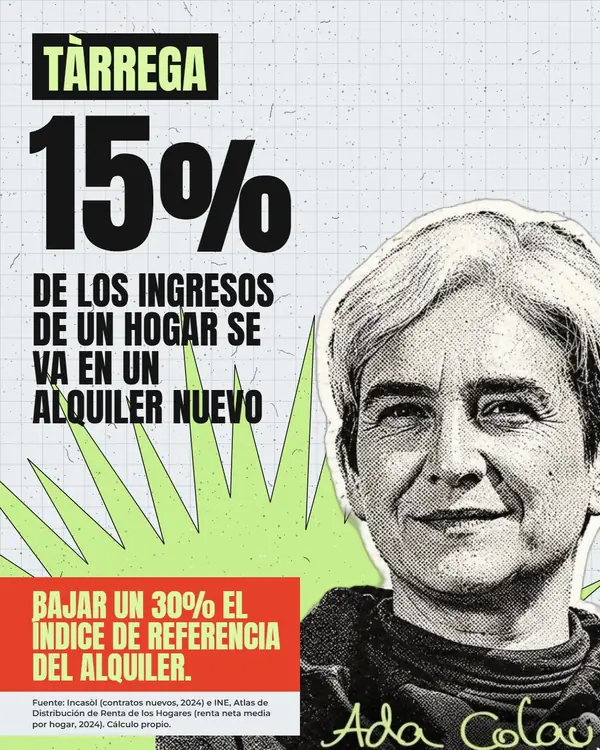 TÀRREGA
15%
DE LOS INGRESOS
DE UN HOGAR SE
VA EN UN
ALQUILER NUEVO
BAJAR UN 30% EL
ÍNDICE DE REFERENCIA
DEL ALQUILER.
Fuente: Incasòl (contratos nuevos, 2024) e INE, Atlas de
Distribución de Renta de los Hogares (renta neta media
por hogar, 2024). Cálculo propio.
Ada Colau